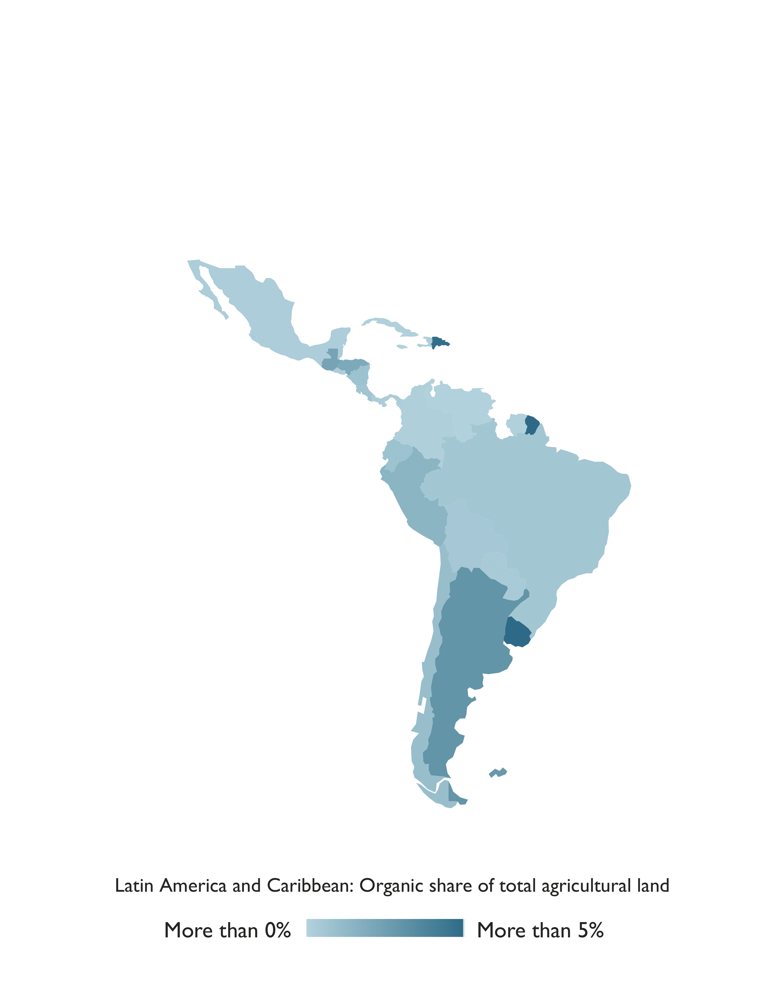 Latin America and Caribbean: Organic share of total agricultural land
More than 0% More than 5%